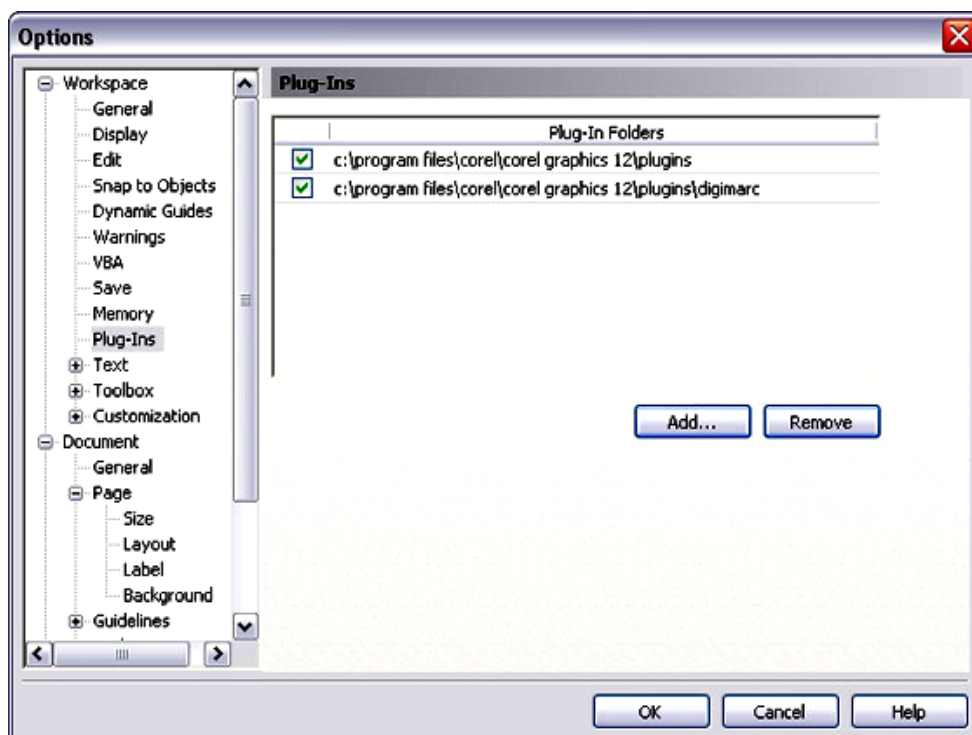 Options
Workspace
General
Display
Edit
Snap to Objects
Dynamic Guides
Warnings
VBA
Save
Memory
Plug-Ins
Text
Toolbox
Customization
Document
General
Page
Size
Layout
Label
Background
Guidelines
Plug-Ins
Plug-In Folders
c:\program files\corel\corel graphics 12\plugins
c:\program files\corel\corel graphics 12\plugins\digimarc
Add...
Remove
OK
Cancel
Help